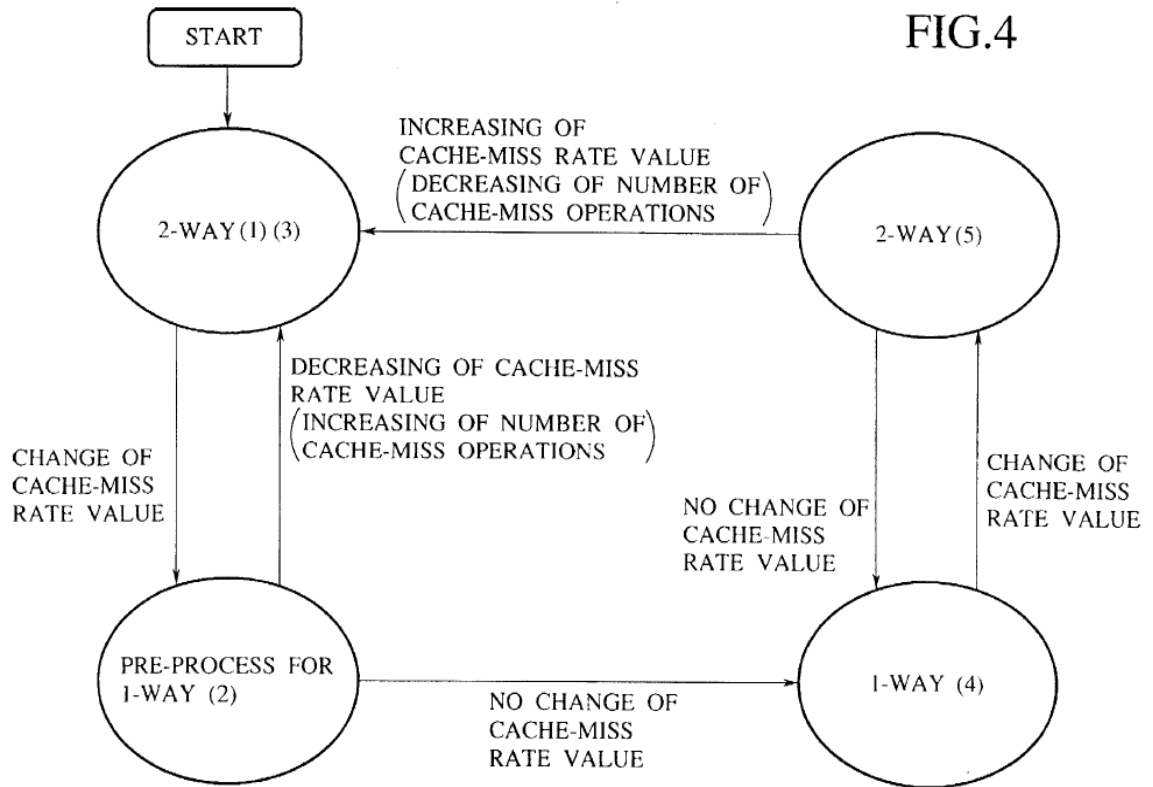 START
FIG.4
INCREASING OF
CACHE-MISS RATE VALUE
(DECREASING OF NUMBER OF
CACHE-MISS OPERATIONS)
2-WAY(1)(3)
2-WAY(5)
DECREASING OF CACHE-MISS
RATE VALUE
(INCREASING OF NUMBER OF
CACHE-MISS OPERATIONS)
CHANGE OF
CACHE-MISS
RATE VALUE
NO CHANGE OF
CACHE-MISS
RATE VALUE
CHANGE OF
CACHE-MISS
RATE VALUE
PRE-PROCESS FOR
1-WAY (2)
1-WAY (4)
NO CHANGE OF
CACHE-MISS
RATE VALUE